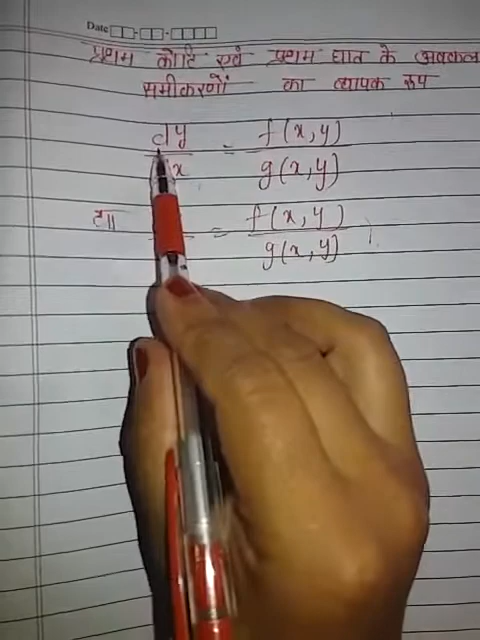 Date
प्रथम कोटि एवं प्रथम घात के अवकल
समीकरणों का व्यापक रूप
dy/dx = f(x,y)/g(x,y)
या = f(x,y)/g(x,y)